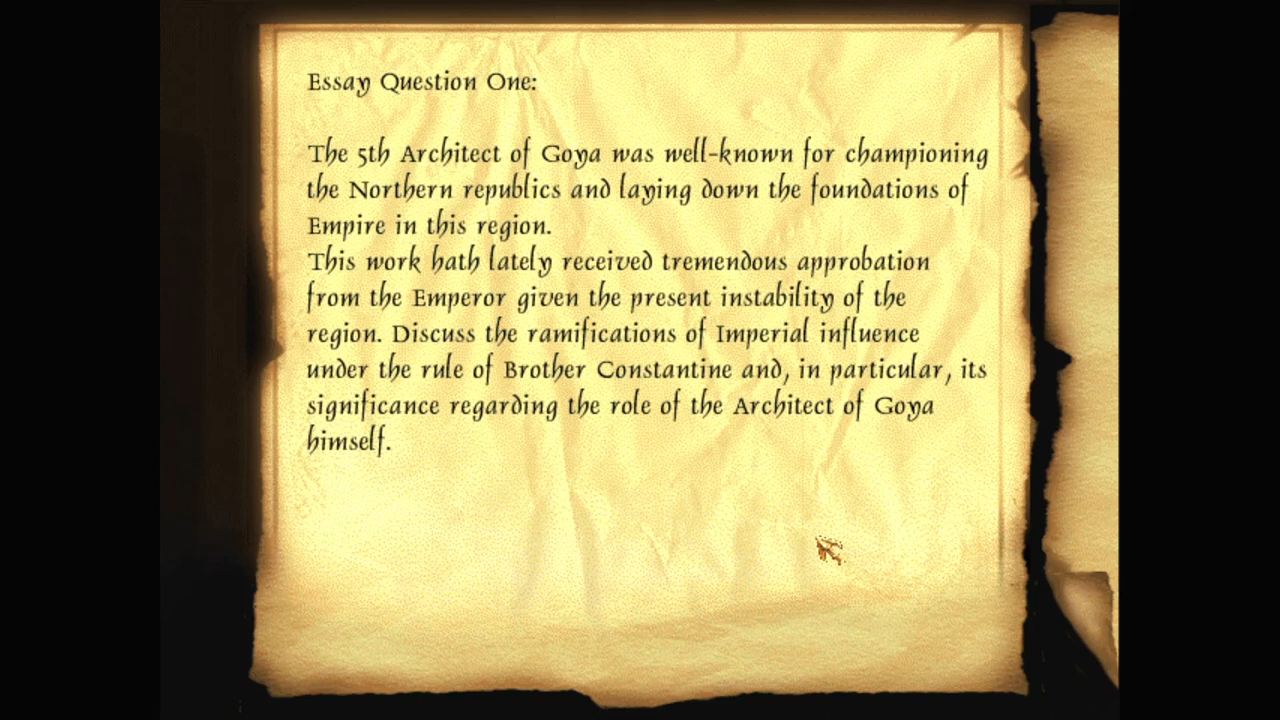 Essay Question One:
The 5th Architect of Goya was well-known for championing
the Northern republics and laying down the foundations of
Empire in this region.
This work hath lately received tremendous approbation
from the Emperor given the present instability of the
region. Discuss the ramifications of Imperial influence
under the rule of Brother Constantine and, in particular, its
significance regarding the role of the Architect of Goya
himself.